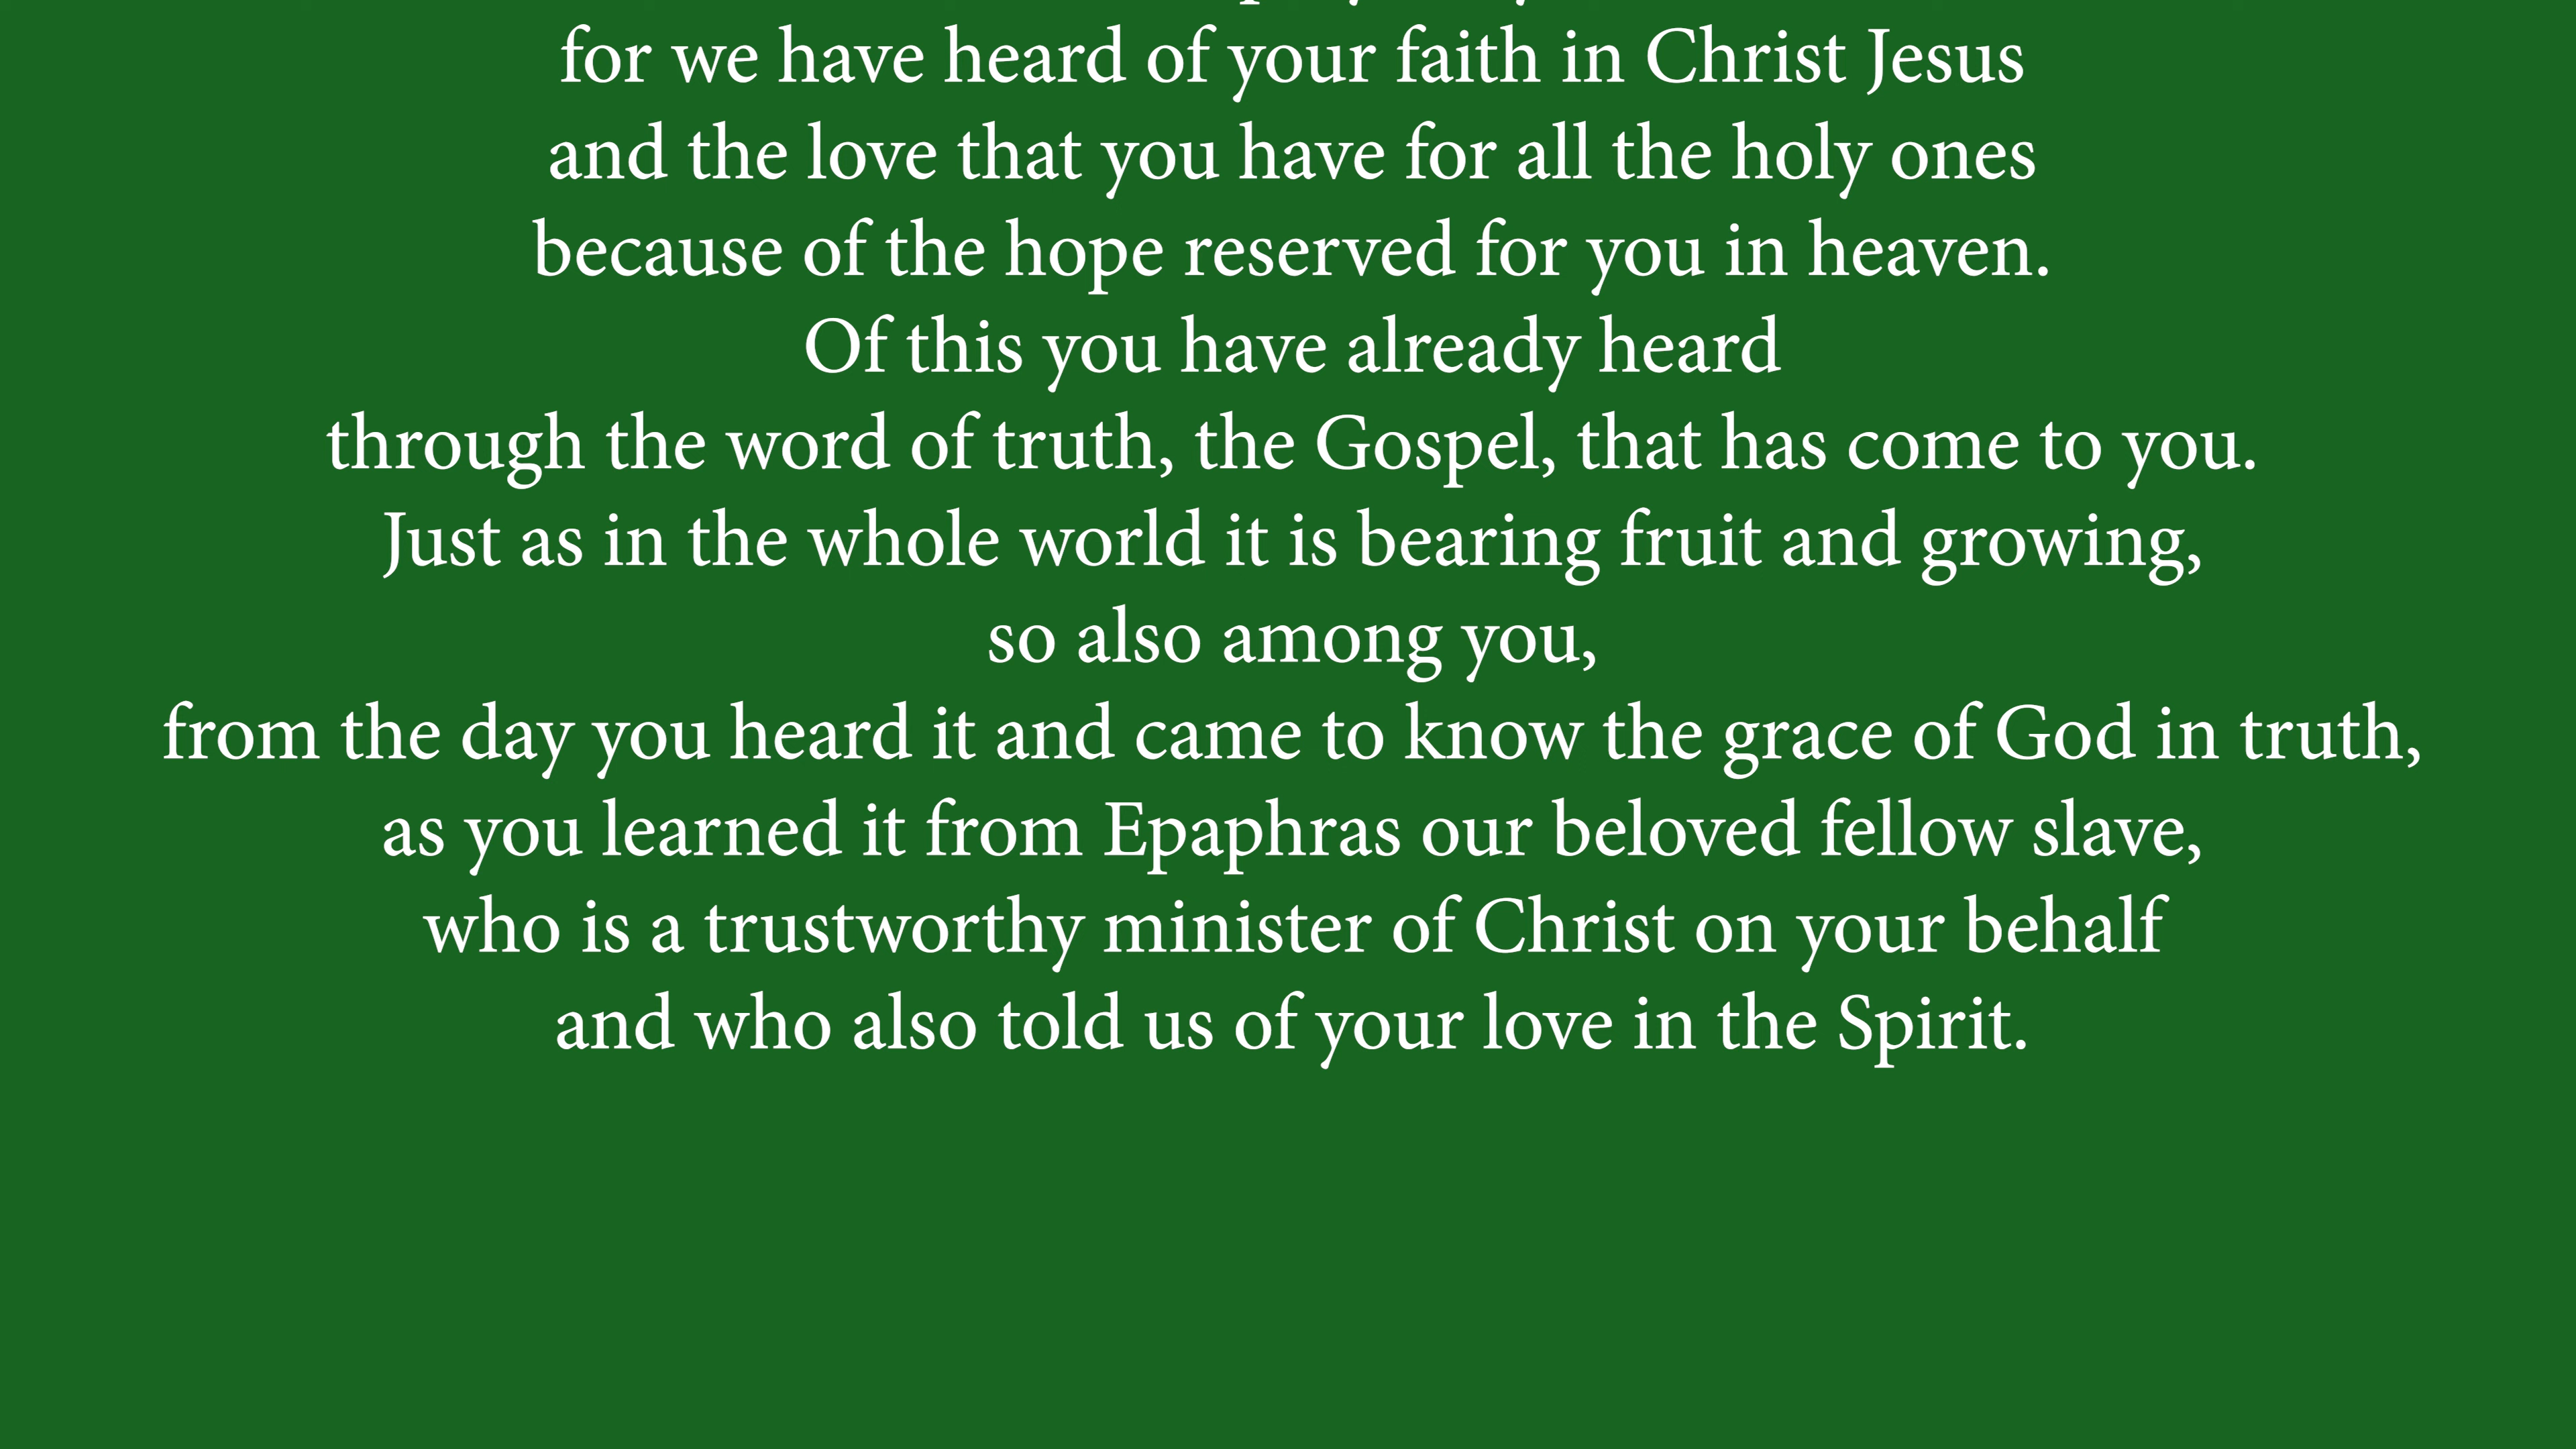 for we have heard of your faith in Christ Jesus
and the love that you have for all the holy ones
because of the hope reserved for you in heaven.
Of this you have already heard
through the word of truth, the Gospel, that has come to you.
Just as in the whole world it is bearing fruit and growing,
so also among you,
from the day you heard it and came to know the grace of God in truth,
as you learned it from Epaphras our beloved fellow slave,
who is a trustworthy minister of Christ on your behalf
and who also told us of your love in the Spirit.